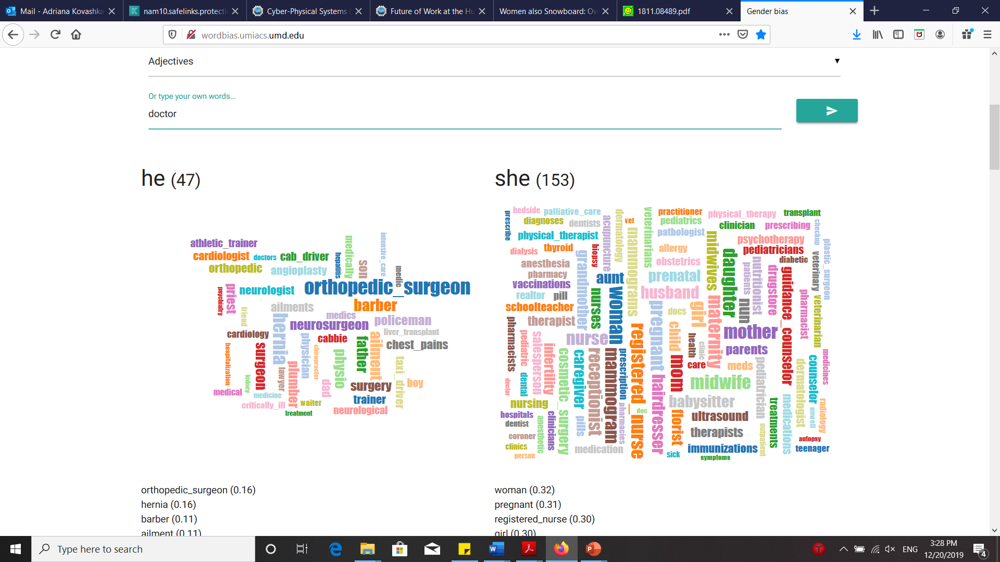 Mail - Adriana Kovashka
nam10.safelinks.protecti
Cyber-Physical Systems (
Future of Work at the Hu
Women also Snowboard: Ov
1811.08489.pdf
Gender bias
wordbias.umiacs.umd.edu
Adjectives
Or type your own words...
doctor
he (47)
athletic_trainer
cardiologist
doctors
cab_driver
orthopedic
angioplasty
hepatitis
medically
son
intensive_care
medic
psychiatry
priest
neurologist
orthopedic_surgeon
barber
friend
ailments
medics
policeman
hernia
neurosurgeon
liver_transplant
cardiology
physician
cabbie
father
ailment
chest_pains
hospitalization
surgeon
chiropractor
physio
taxi_driver
kidney
lawyer
plumber
dad
surgery
boy
medical
medicine
trainer
critically_ill
waiter
neurological
treatment
she (153)
prescribe
bedside
palliative_care
diagnoses
dentists
acupuncture
dermatology
vet
veterinarians
practitioner
pediatrics
physical_therapy
transplant
clinician
prescribing
checkup
plastic_surgeon
physical_therapist
mammograms
pathologist
midwives
psychotherapy
dialysis
thyroid
biopsy
allergy
pediatricians
anesthesia
grandmother
obstetrics
daughter
nutritionist
diabetic
veterinary
pharmacy
aunt
prenatal
patients
drugstore
guidance_counselor
vaccinations
nurses
woman
husband
realtor
pill
pharmacist
veterinarian
schoolteacher
pregnant
docs
girl
maternity
nun
therapist
pharmacists
pediatric
salesperson
infertility
nurse
registered_nurse
child
health
clinic
mother
parents
cosmetic_surgery
caregiver
receptionist
mammogram
prescription
mom
care
meds
pediatrician
dermatologist
counselor
medicines
doctor
dental
hairdresser
midwife
nursing
babysitter
treatments
medications
unwell
radiology
hospitals
anesthetic
clinicians
pills
pharmacies
doc
florist
ultrasound
dentist
therapists
outpatient
coroner
clinics
medication
immunizations
autopsy
teenager
person
sick
symptoms
orthopedic_surgeon (0.16)
hernia (0.16)
barber (0.11)
ailment (0.11)
woman (0.32)
pregnant (0.31)
registered_nurse (0.30)
girl (0.30)
Type here to search
ENG
3:28 PM
12/20/2019
4